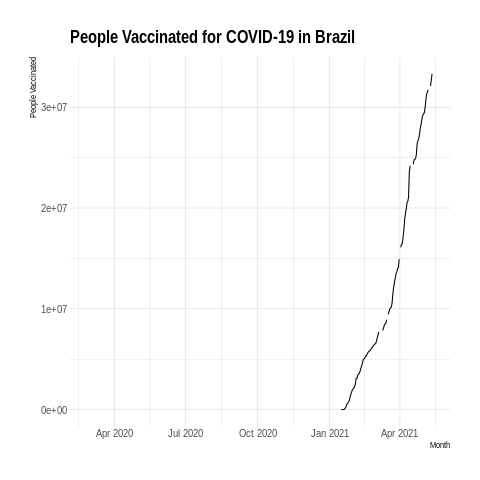 People Vaccinated for COVID-19 in Brazil
People Vaccinated
3e+07
2e+07
1e+07
0e+00
Apr 2020 Jul 2020 Oct 2020 Jan 2021 Apr 2021
Month